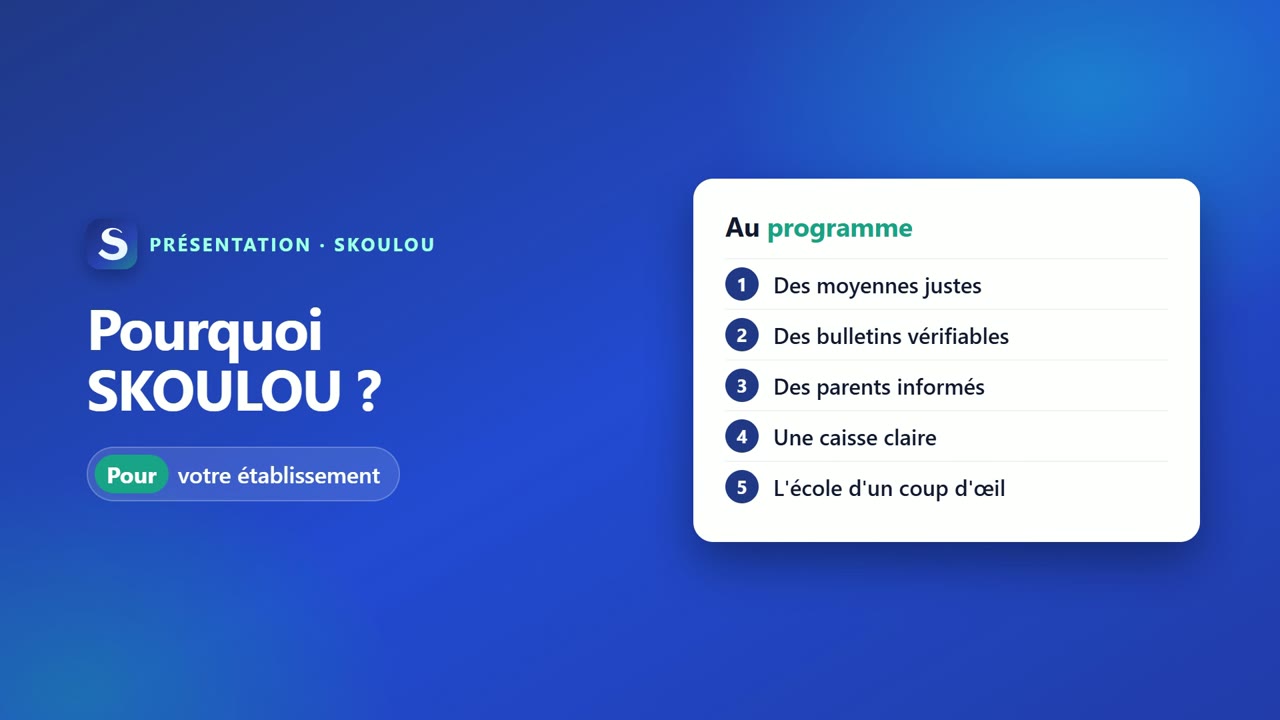 S
PRÉSENTATION · SKOULOU
Pourquoi
SKOULOU ?
Pour votre établissement
Au programme
1 Des moyennes justes
2 Des bulletins vérifiables
3 Des parents informés
4 Une caisse claire
5 L'école d'un coup d'œil